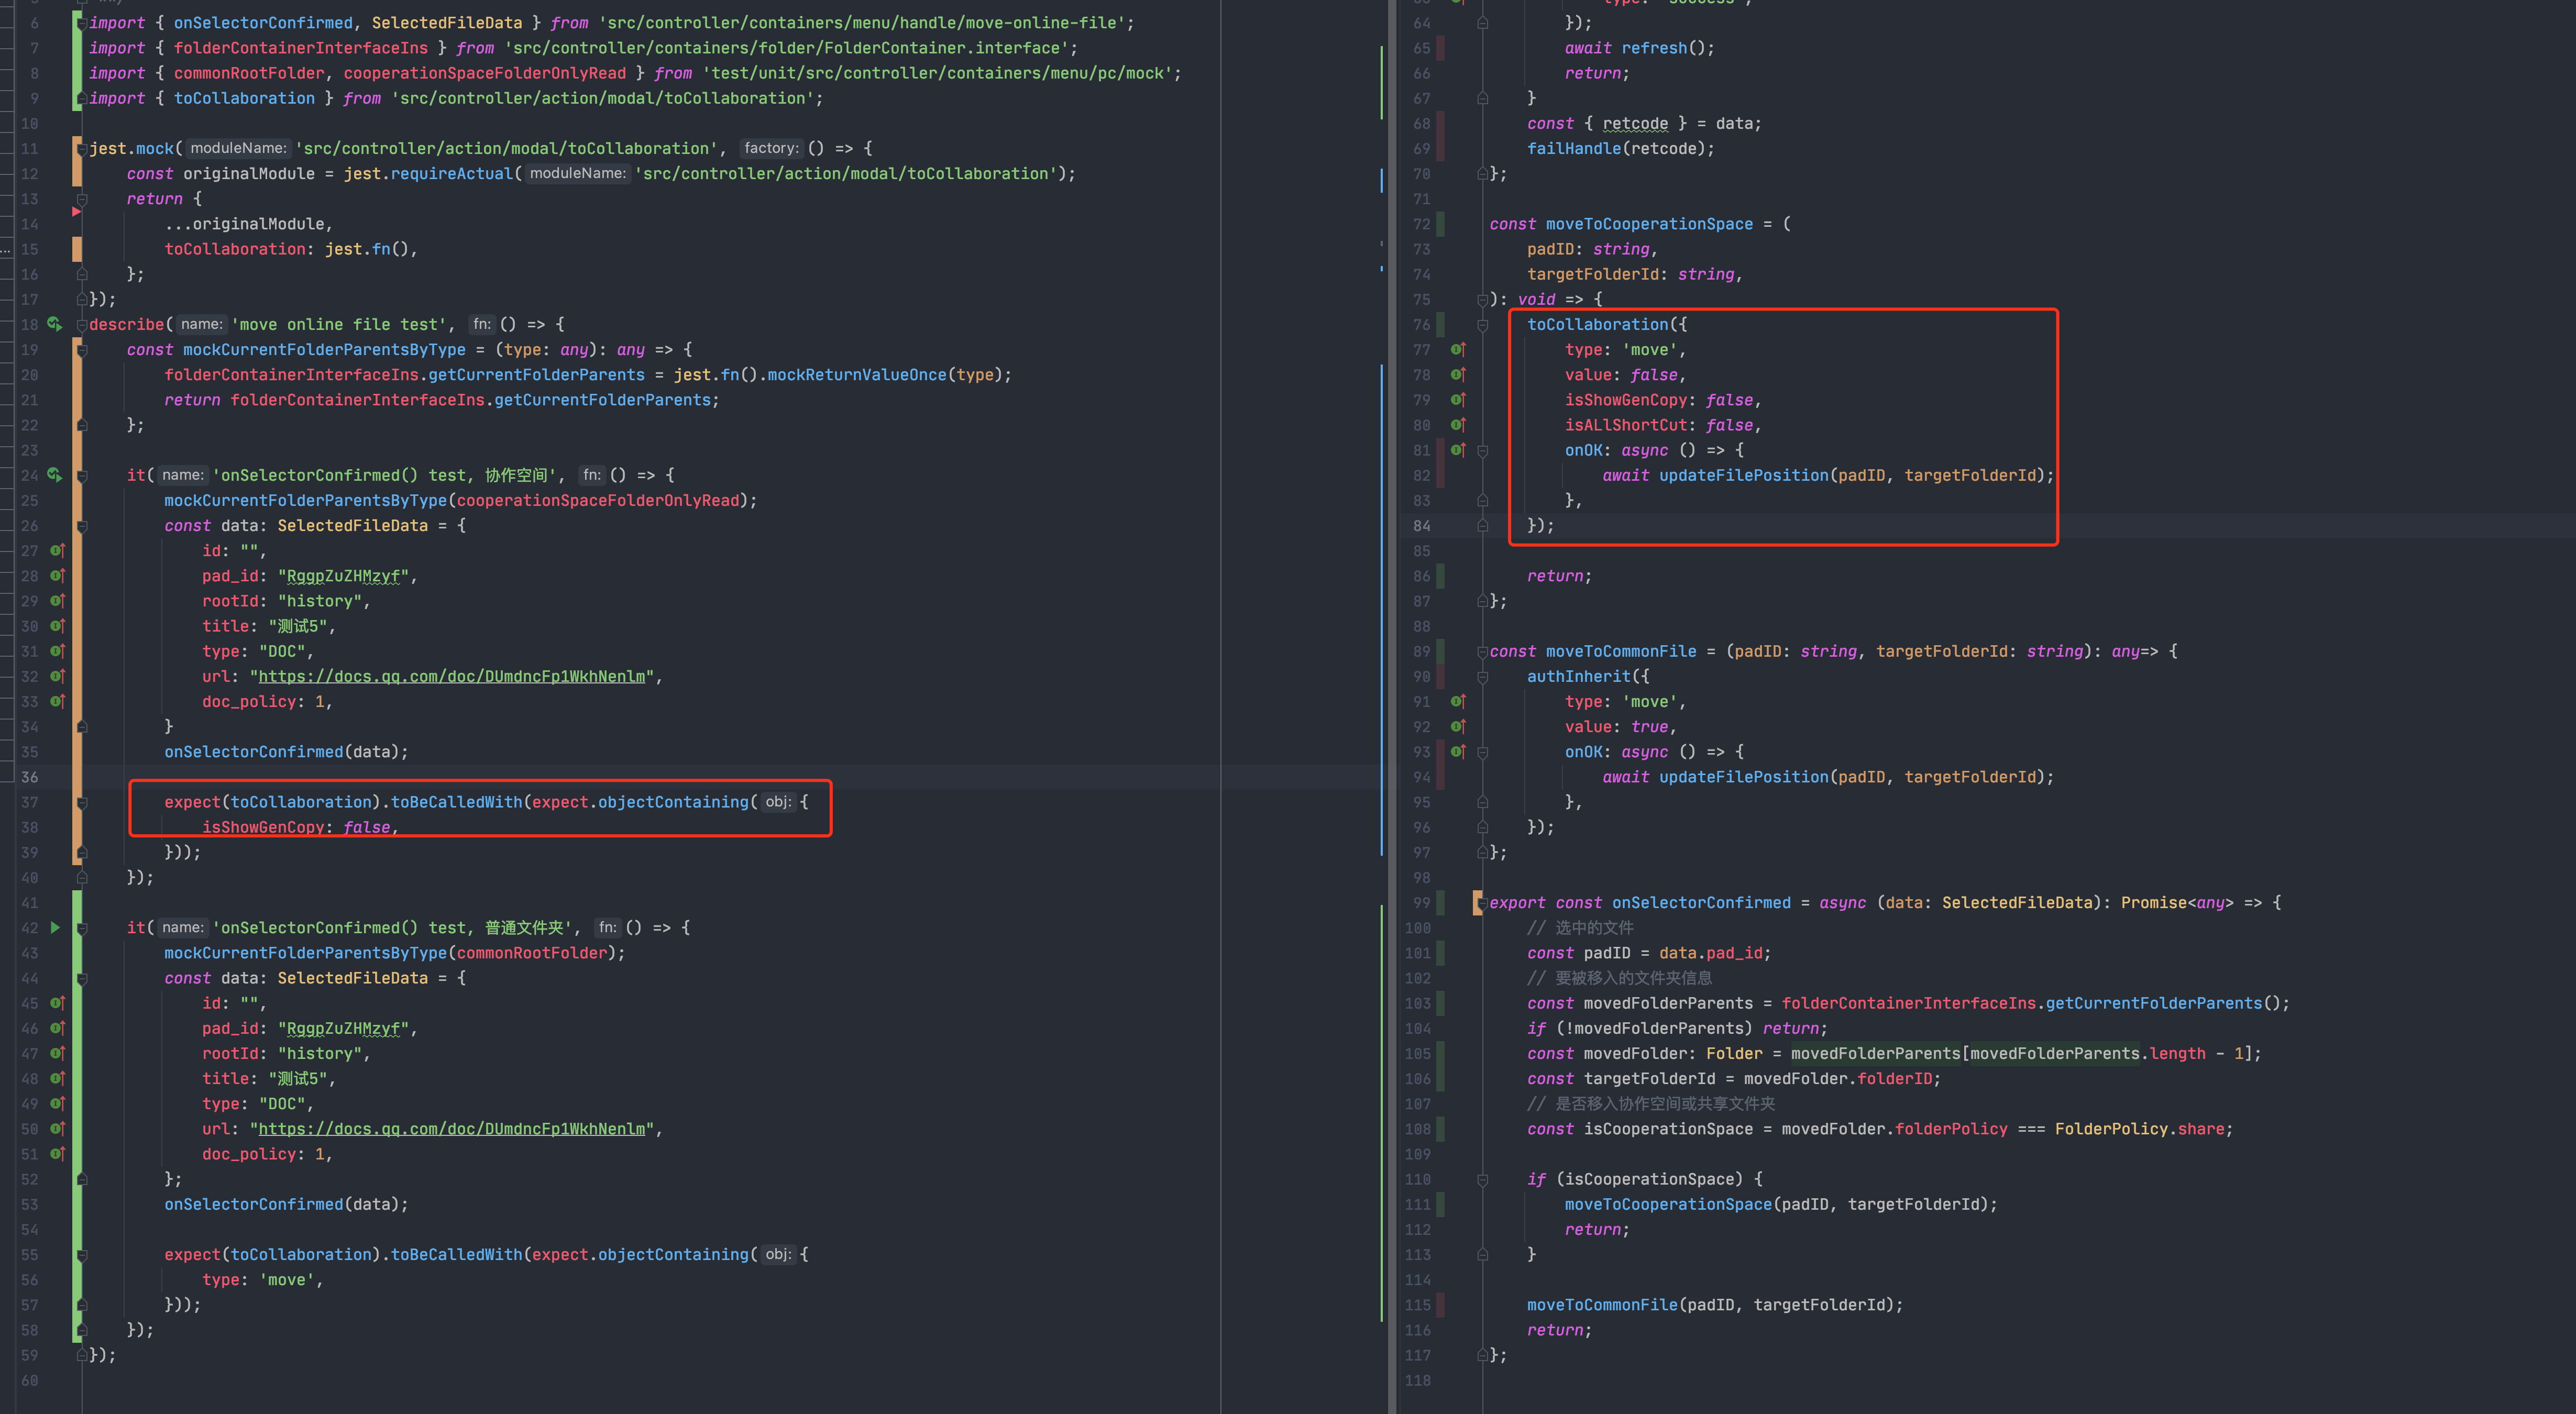 6 import { onSelectorConfirmed, SelectedFileData } from 'src/controller/containers/menu/handle/move-online-file';
7 import { folderContainerInterfaceIns } from 'src/controller/containers/folder/FolderContainer.interface';
8 import { commonRootFolder, cooperationSpaceFolderOnlyRead } from 'test/unit/src/controller/containers/menu/pc/mock';
9 import { toCollaboration } from 'src/controller/action/modal/toCollaboration';
10
11 jest.mock( moduleName: 'src/controller/action/modal/toCollaboration', factory: () => {
12 const originalModule = jest.requireActual( moduleName: 'src/controller/action/modal/toCollaboration');
13 return {
14 ...originalModule,
15 toCollaboration: jest.fn(),
16 };
17 });
18 describe( name: 'move online file test', fn: () => {
19 const mockCurrentFolderParentsByType = (type: any): any => {
20 folderContainerInterfaceIns.getCurrentFolderParents = jest.fn().mockReturnValueOnce(type);
21 return folderContainerInterfaceIns.getCurrentFolderParents;
22 };
23
24 it( name: 'onSelectorConfirmed() test, 协作空间', fn: () => {
25 mockCurrentFolderParentsByType(cooperationSpaceFolderOnlyRead);
26 const data: SelectedFileData = {
27 id: "",
28 pad_id: "RggpZuZHMzyf",
29 rootId: "history",
30 title: "测试5",
31 type: "DOC",
32 url: "https://docs.qq.com/doc/DUmdncFp1WkhNenlm",
33 doc_policy: 1,
34 }
35 onSelectorConfirmed(data);
36
37 expect(toCollaboration).toBeCalledWith(expect.objectContaining( obj: {
38 isShowGenCopy: false,
39 }));
40 });
41
42 it( name: 'onSelectorConfirmed() test, 普通文件夹', fn: () => {
43 mockCurrentFolderParentsByType(commonRootFolder);
44 const data: SelectedFileData = {
45 id: "",
46 pad_id: "RggpZuZHMzyf",
47 rootId: "history",
48 title: "测试5",
49 type: "DOC",
50 url: "https://docs.qq.com/doc/DUmdncFp1WkhNenlm",
51 doc_policy: 1,
52 };
53 onSelectorConfirmed(data);
54
55 expect(toCollaboration).toBeCalledWith(expect.objectContaining( obj: {
56 type: 'move',
57 }));
58 });
59 });
60
64 });
65 await refresh();
66 return;
67 }
68 const { retcode } = data;
69 failHandle(retcode);
70 };
71
72 const moveToCooperationSpace = (
73 padID: string,
74 targetFolderId: string,
75 ): void => {
76 toCollaboration({
77 type: 'move',
78 value: false,
79 isShowGenCopy: false,
80 isALlShortCut: false,
81 onOK: async () => {
82 await updateFilePosition(padID, targetFolderId);
83 },
84 });
85
86 return;
87 };
88
89 const moveToCommonFile = (padID: string, targetFolderId: string): any=> {
90 authInherit({
91 type: 'move',
92 value: true,
93 onOK: async () => {
94 await updateFilePosition(padID, targetFolderId);
95 },
96 });
97 };
98
99 export const onSelectorConfirmed = async (data: SelectedFileData): Promise<any> => {
100 // 选中的文件
101 const padID = data.pad_id;
102 // 要被移入的文件夹信息
103 const movedFolderParents = folderContainerInterfaceIns.getCurrentFolderParents();
104 if (!movedFolderParents) return;
105 const movedFolder: Folder = movedFolderParents[movedFolderParents.length - 1];
106 const targetFolderId = movedFolder.folderID;
107 // 是否移入协作空间或共享文件夹
108 const isCooperationSpace = movedFolder.folderPolicy === FolderPolicy.share;
109
110 if (isCooperationSpace) {
111 moveToCooperationSpace(padID, targetFolderId);
112 return;
113 }
114
115 moveToCommonFile(padID, targetFolderId);
116 return;
117 };
118